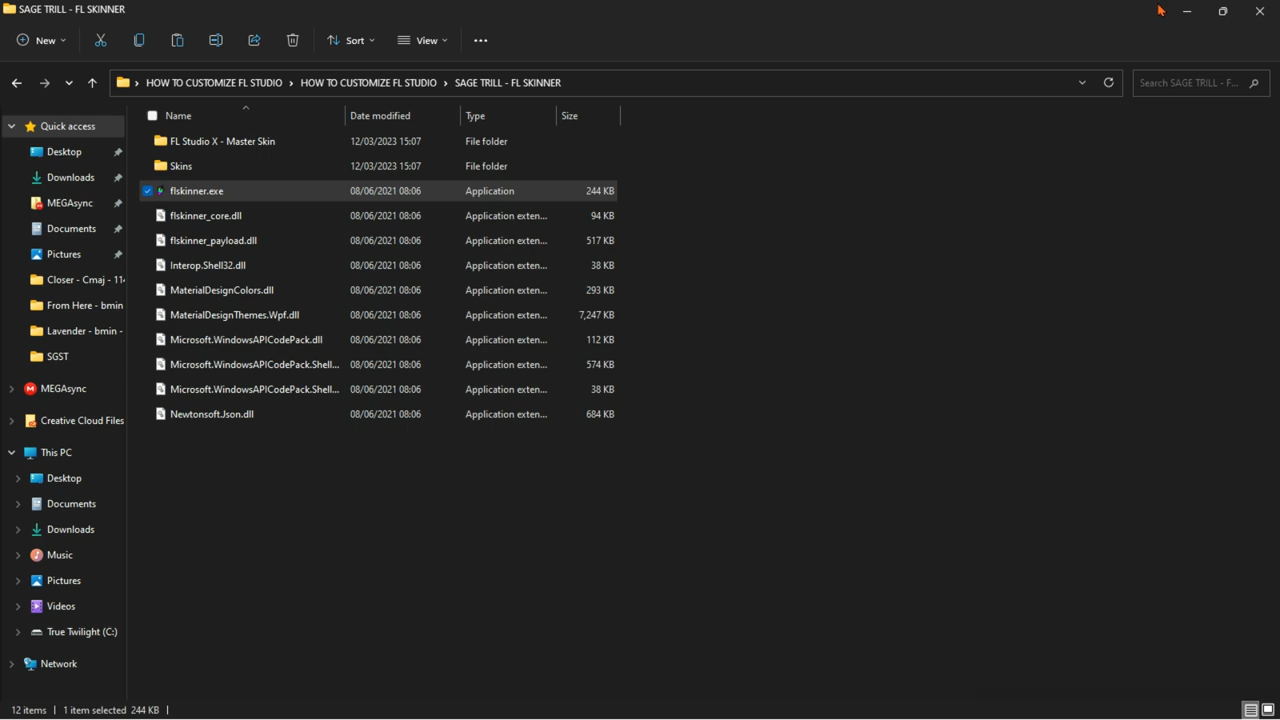 SAGE TRILL - FL SKINNER
New
Sort
View
HOW TO CUSTOMIZE FL STUDIO › HOW TO CUSTOMIZE FL STUDIO › SAGE TRILL - FL SKINNER
Search SAGE TRILL - F...
Name Date modified Type Size
Quick access
Desktop
Downloads
MEGAsync
Documents
Pictures
Closer - Cmaj - 114
From Here - bmin
Lavender - bmin -
SGST
MEGAsync
Creative Cloud Files
This PC
Desktop
Documents
Downloads
Music
Pictures
Videos
True Twilight (C:)
Network
FL Studio X - Master Skin 12/03/2023 15:07 File folder
Skins 12/03/2023 15:07 File folder
flskinner.exe 08/06/2021 08:06 Application 244 KB
flskinner_core.dll 08/06/2021 08:06 Application exten... 94 KB
flskinner_payload.dll 08/06/2021 08:06 Application exten... 517 KB
Interop.Shell32.dll 08/06/2021 08:06 Application exten... 38 KB
MaterialDesignColors.dll 08/06/2021 08:06 Application exten... 293 KB
MaterialDesignThemes.Wpf.dll 08/06/2021 08:06 Application exten... 7,247 KB
Microsoft.WindowsAPICodePack.dll 08/06/2021 08:06 Application exten... 112 KB
Microsoft.WindowsAPICodePack.Shell... 08/06/2021 08:06 Application exten... 574 KB
Microsoft.WindowsAPICodePack.Shell... 08/06/2021 08:06 Application exten... 38 KB
Newtonsoft.Json.dll 08/06/2021 08:06 Application exten... 684 KB
12 items | 1 item selected 244 KB |